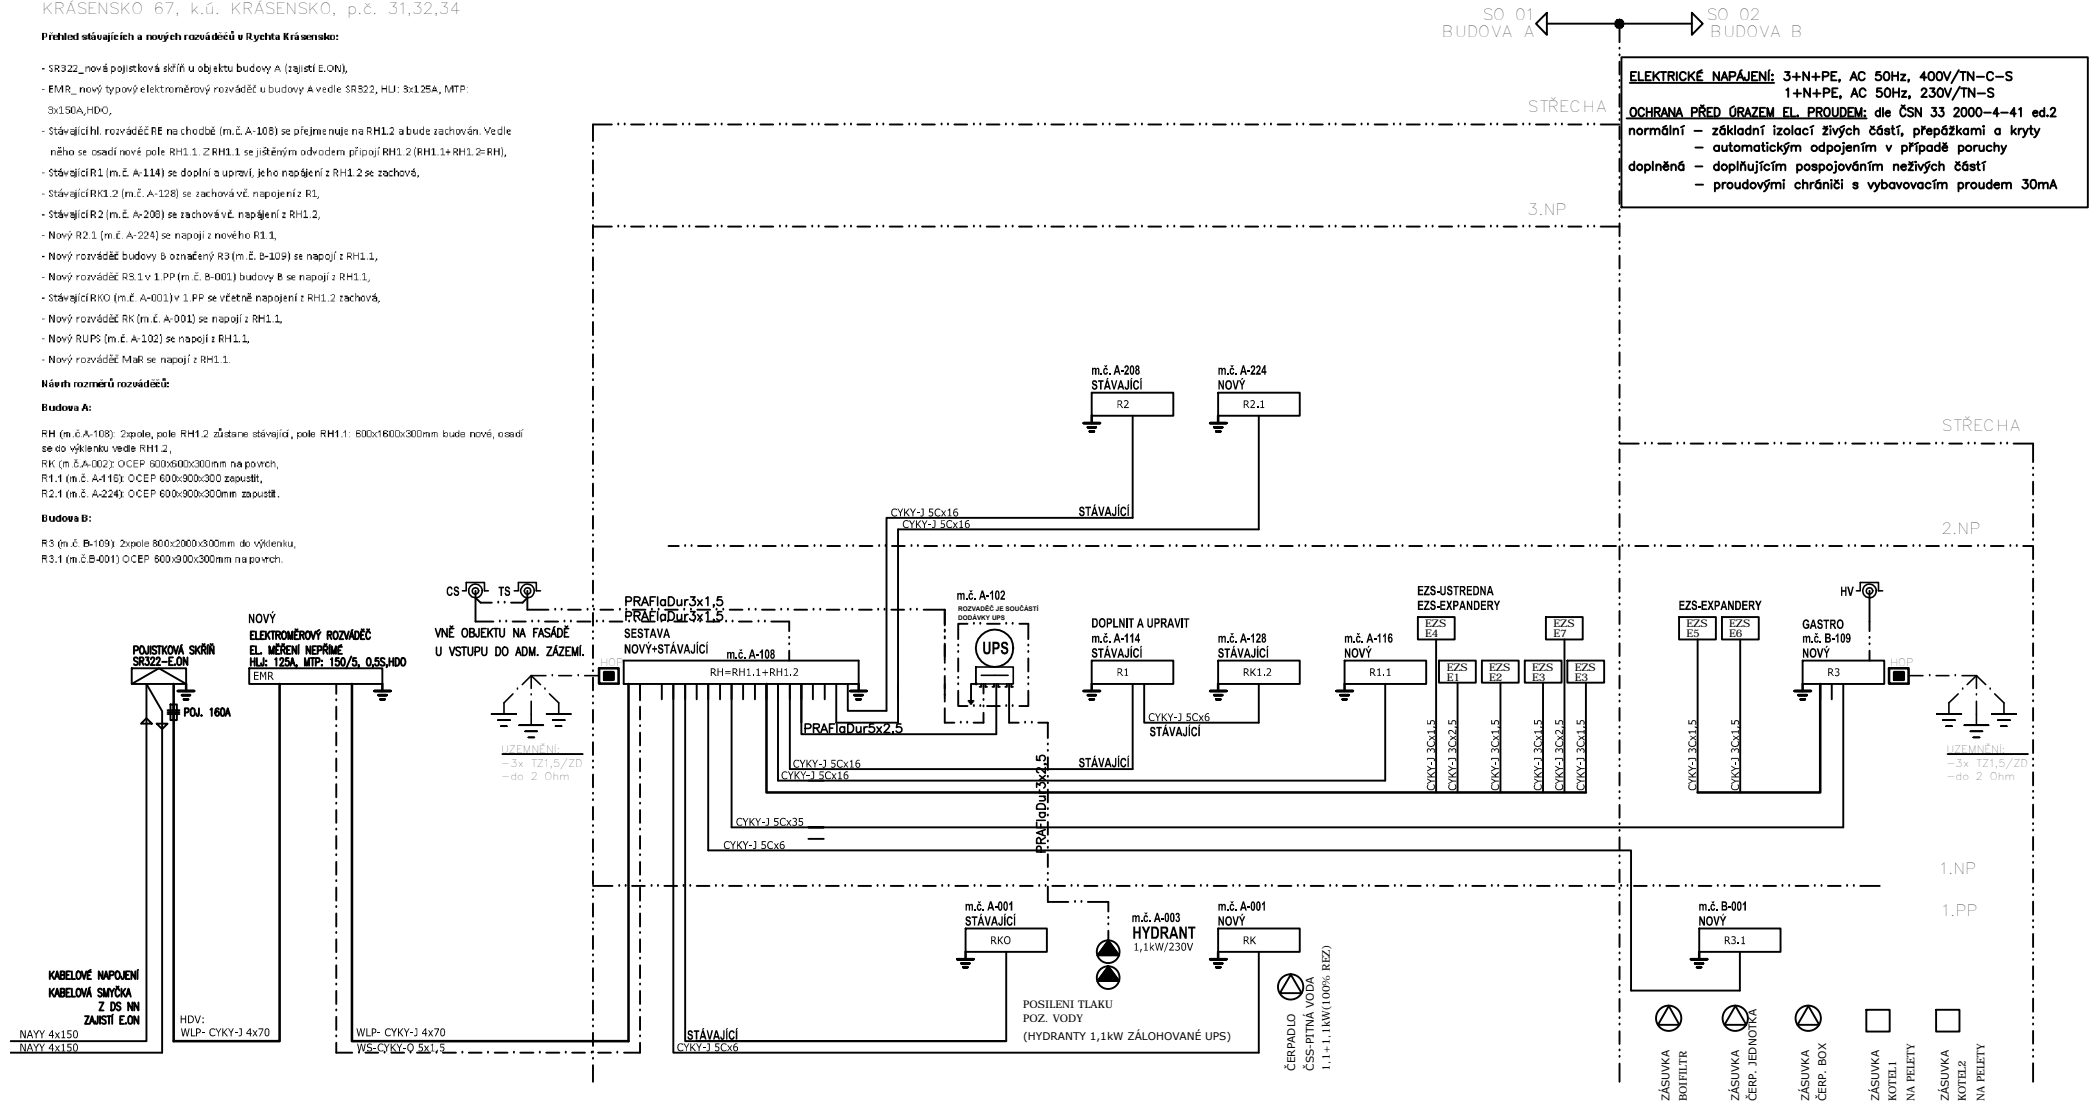 KRÁSENSKO 67, k.ú. KRÁSENSKO, p.č. 31,32,34
Přehled stávajících a nových rozváděčů v Rychta Krásensko:
- SR322_nová pojistková skříň u objektu budovy A (zajistí E.ON),
- EMR_ nový typový elektroměrový rozváděč u budovy A vedle SR322, HLJ: 3x125A, MTP:
3x150A,HDO,
- Stávající hl. rozváděč RE na chodbě (m.č. A-108) se přejmenuje na RH1.2 a bude zachován. Vedle
něho se osadí nové pole RH1.1. Z RH1.1 se jištěným odvodem připojí RH1.2 (RH1.1+RH1.2=RH),
- Stávající R1 (m.č. A-114) se doplní a upraví, jeho napájení z RH1.2 se zachová,
- Stávající RK1.2 (m.č. A-128) se zachová vč. napojení z R1,
- Stávající R2 (m.č. A-208) se zachová vč. napájení z RH1.2,
- Nový R2.1 (m.č. A-224) se napojí z nového R1.1,
- Nový rozváděč budovy B označený R3 (m.č. B-109) se napojí z RH1.1,
- Nový rozváděč R3.1 v 1.PP (m.č. B-001) budovy B se napojí z RH1.1,
- Stávající RKO (m.č. A-001) v 1.PP se včetně napojení z RH1.2 zachová,
- Nový rozváděč RK (m.č. A-001) se napojí z RH1.1,
- Nový RUPS (m.č. A-102) se napojí z RH1.1,
- Nový rozváděč MaR se napojí z RH1.1.
Návrh rozměrů rozváděčů:
Budova A:
RH (m.č.A-108): 2xpole, pole RH1.2 zůstane stávající, pole RH1.1: 600x1600x300mm bude nové, osadí
se do výklenku vedle RH1.2,
RK (m.č.A-002): OCEP 600x600x300mm na povrch,
R1.1 (m.č. A-116): OCEP 600x900x300 zapustit,
R2.1 (m.č. A-224): OCEP 600x900x300mm zapustit.
Budova B:
R3 (m.č. B-109): 2xpole 800x2000x300mm do výklenku,
R3.1 (m.č.B-001) OCEP 600x900x300mm na povrch.
SO 01
BUDOVA A
SO 02
BUDOVA B
ELEKTRICKÉ NAPÁJENÍ: 3+N+PE, AC 50Hz, 400V/TN-C-S
1+N+PE, AC 50Hz, 230V/TN-S
OCHRANA PŘED ÚRAZEM EL. PROUDEM: dle ČSN 33 2000-4-41 ed.2
normální - základní izolací živých částí, přepážkami a kryty
- automatickým odpojením v případě poruchy
doplněná - doplňujícím pospojováním neživých částí
- proudovými chrániči s vybavovacím proudem 30mA
STŘECHA
3.NP
m.č. A-208
STÁVAJÍCÍ
R2
m.č. A-224
NOVÝ
R2.1
STŘECHA
CYKY-J 5Cx16
STÁVAJÍCÍ
CYKY-J 5Cx16
2.NP
CS
TS
PRAFlaDur3x1,5
PRAFlaDur3x1,5
VNĚ OBJEKTU NA FASÁDĚ
U VSTUPU DO ADM. ZÁZEMÍ.
SESTAVA
NOVÝ+STÁVAJÍCÍ
m.č. A-108
RH=RH1.1+RH1.2
HOP
POJISTKOVÁ SKŘÍŇ
SR322-E.ON
POJ. 160A
NOVÝ
ELEKTROMĚROVÝ ROZVÁDĚČ
EL. MĚŘENÍ NEPŘÍMÉ
HLJ: 125A, MTP: 150/5, 0,5S,HDO
EMR
UZEMNĚNÍ:
-3x TZ1,5/ZD
-do 2 Ohm
m.č. A-102
ROZVADĚČ JE SOUČÁSTÍ
DODÁVKY UPS
UPS
PRAFlaDur5x2,5
DOPLNIT A UPRAVIT
m.č. A-114
STÁVAJÍCÍ
R1
m.č. A-128
STÁVAJÍCÍ
RK1.2
m.č. A-116
NOVÝ
R1.1
CYKY-J 5Cx6
STÁVAJÍCÍ
CYKY-J 5Cx16
STÁVAJÍCÍ
CYKY-J 5Cx16
PRAFlaDur3x2,5
EZS-USTREDNA
EZS-EXPANDERY
EZS
E4
EZS
E7
EZS
E1
EZS
E2
EZS
E3
EZS
E3
CYKY-J 3Cx1,5
CYKY-J 3Cx2,5
CYKY-J 3Cx1,5
CYKY-J 3Cx1,5
CYKY-J 3Cx2,5
CYKY-J 3Cx1,5
EZS-EXPANDERY
EZS
E5
EZS
E6
CYKY-J 3Cx1,5
CYKY-J 3Cx1,5
HV
GASTRO
m.č. B-109
NOVÝ
R3
HOP
UZEMNĚNÍ:
-3x TZ1,5/ZD
-do 2 Ohm
CYKY-J 5Cx35
CYKY-J 5Cx6
1.NP
1.PP
m.č. A-001
STÁVAJÍCÍ
RKO
m.č. A-003
HYDRANT
1,1kW/230V
m.č. A-001
NOVÝ
RK
m.č. B-001
NOVÝ
R3.1
POSILENI TLAKU
POZ. VODY
(HYDRANTY 1,1kW ZÁLOHOVANÉ UPS)
ČERPADLO
ČSS-PITNÁ VODA
1,1+1,1kW(100% REZ)
KABELOVÉ NAPOJENÍ
KABELOVÁ SMYČKA
Z DS NN
ZAJISTÍ E.ON
NAYY 4x150
NAYY 4x150
HDV:
WLP- CYKY-J 4x70
WLP- CYKY-J 4x70
WS-CYKY-O 5x1,5
STÁVAJÍCÍ
CYKY-J 5Cx6
ZÁSUVKA
BOIFILTR
ZÁSUVKA
ČERP. JEDNOTKA
ZÁSUVKA
ČERP. BOX
ZÁSUVKA
KOTEL1
NA PELETY
ZÁSUVKA
KOTEL2
NA PELETY